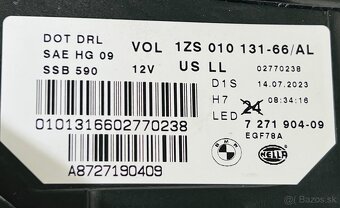 DOT DRL VOL 1ZS 010 131-66/AL
SAE HG 09 US LL 02770238
SSB 590 12V D1S 14.07.2023
H7 24 08:34:16
0101316602770238 LED 7 271 904-09
EGF78A
BMW HELLA
A8727190409
bazos.sk